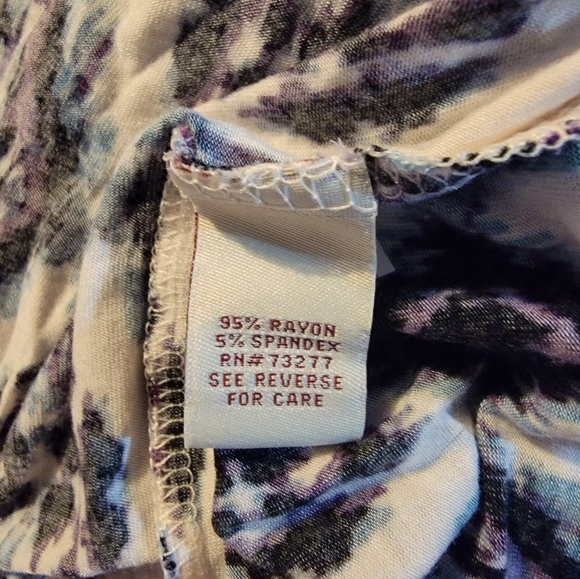 95% RAYON
5% SPANDEX
RN# 73277
SEE REVERSE
FOR CARE